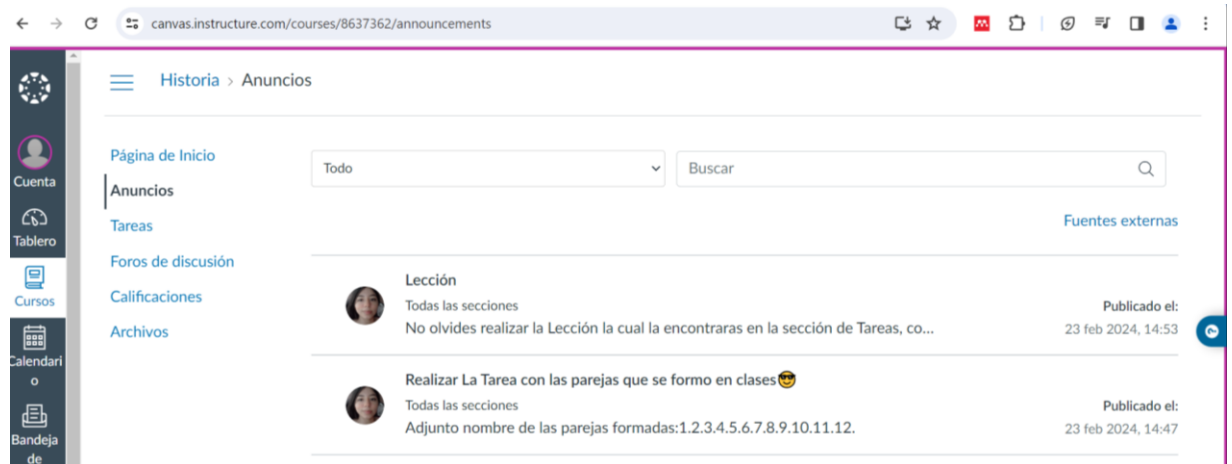 canvas.instructure.com/courses/8637362/announcements
Historia › Anuncios
Cuenta
Tablero
Cursos
Calendari
o
Bandeja
de
Página de Inicio
Anuncios
Tareas
Foros de discusión
Calificaciones
Archivos
Todo
Buscar
Fuentes externas
Lección
Todas las secciones
No olvides realizar la Lección la cual la encontraras en la sección de Tareas, co...
Publicado el:
23 feb 2024, 14:53
Realizar La Tarea con las parejas que se formo en clases😎
Todas las secciones
Adjunto nombre de las parejas formadas:1.2.3.4.5.6.7.8.9.10.11.12.
Publicado el:
23 feb 2024, 14:47